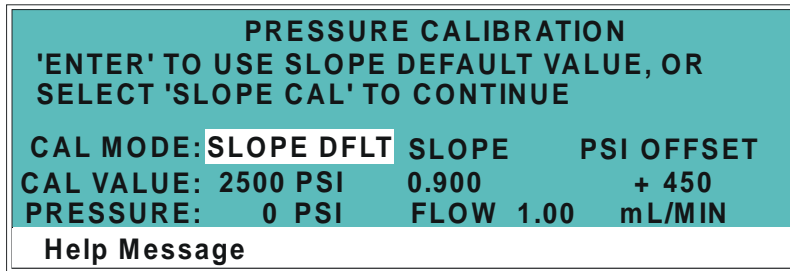 PRESSURE CALIBRATION
'ENTER' TO USE SLOPE DEFAULT VALUE, OR
SELECT 'SLOPE CAL' TO CONTINUE
CAL MODE: SLOPE DFLT SLOPE PSI OFFSET
CAL VALUE: 2500 PSI 0.900 + 450
PRESSURE: 0 PSI FLOW 1.00 mL/MIN
Help Message